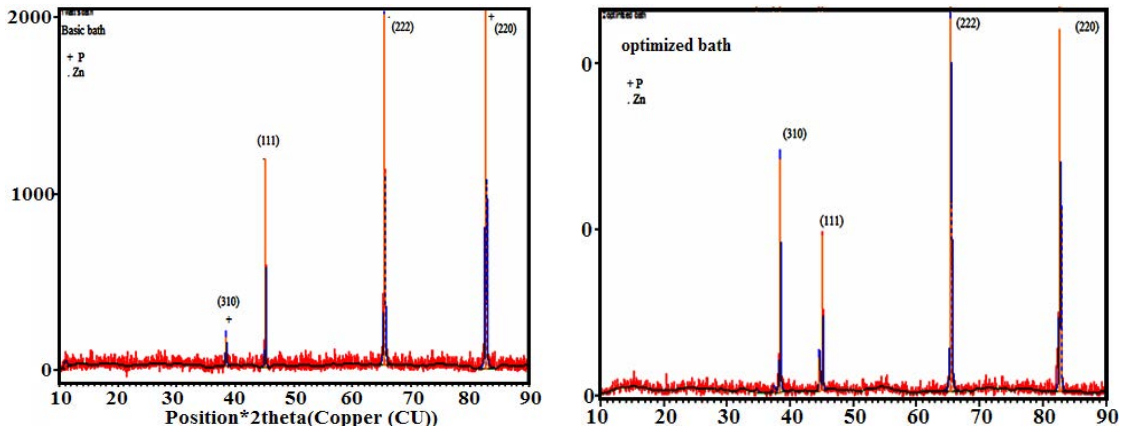 2000
Basic bath
+ P
. Zn
.
(222)
+
(220)
(111)
1000
(310)
+
0
10 20 30 40 50 60 70 80 90
Position*2theta(Copper (CU))
optimized bath
+ P
. Zn
(222)
(220)
0
(310)
(111)
0
0
10 20 30 40 50 60 70 80 90